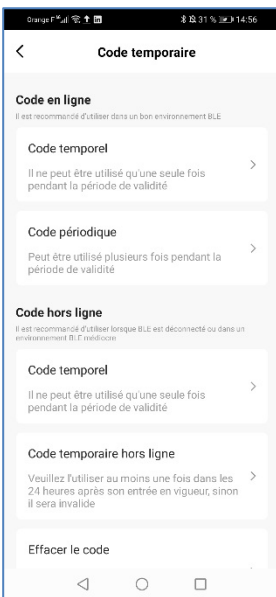 Orange F 31 % 14:56
Code temporaire
Code en ligne
Il est recommandé d'utiliser dans un bon environnement BLE
Code temporel
Il ne peut être utilisé qu'une seule fois
pendant la période de validité
Code périodique
Peut être utilisé plusieurs fois pendant la
période de validité
Code hors ligne
Il est recommandé d'utiliser lorsque BLE est déconnecté ou dans un
environnement BLE médiocre
Code temporel
Il ne peut être utilisé qu'une seule fois
pendant la période de validité
Code temporaire hors ligne
Veuillez l'utiliser au moins une fois dans les
24 heures après son entrée en vigueur, sinon
il sera invalide
Effacer le code